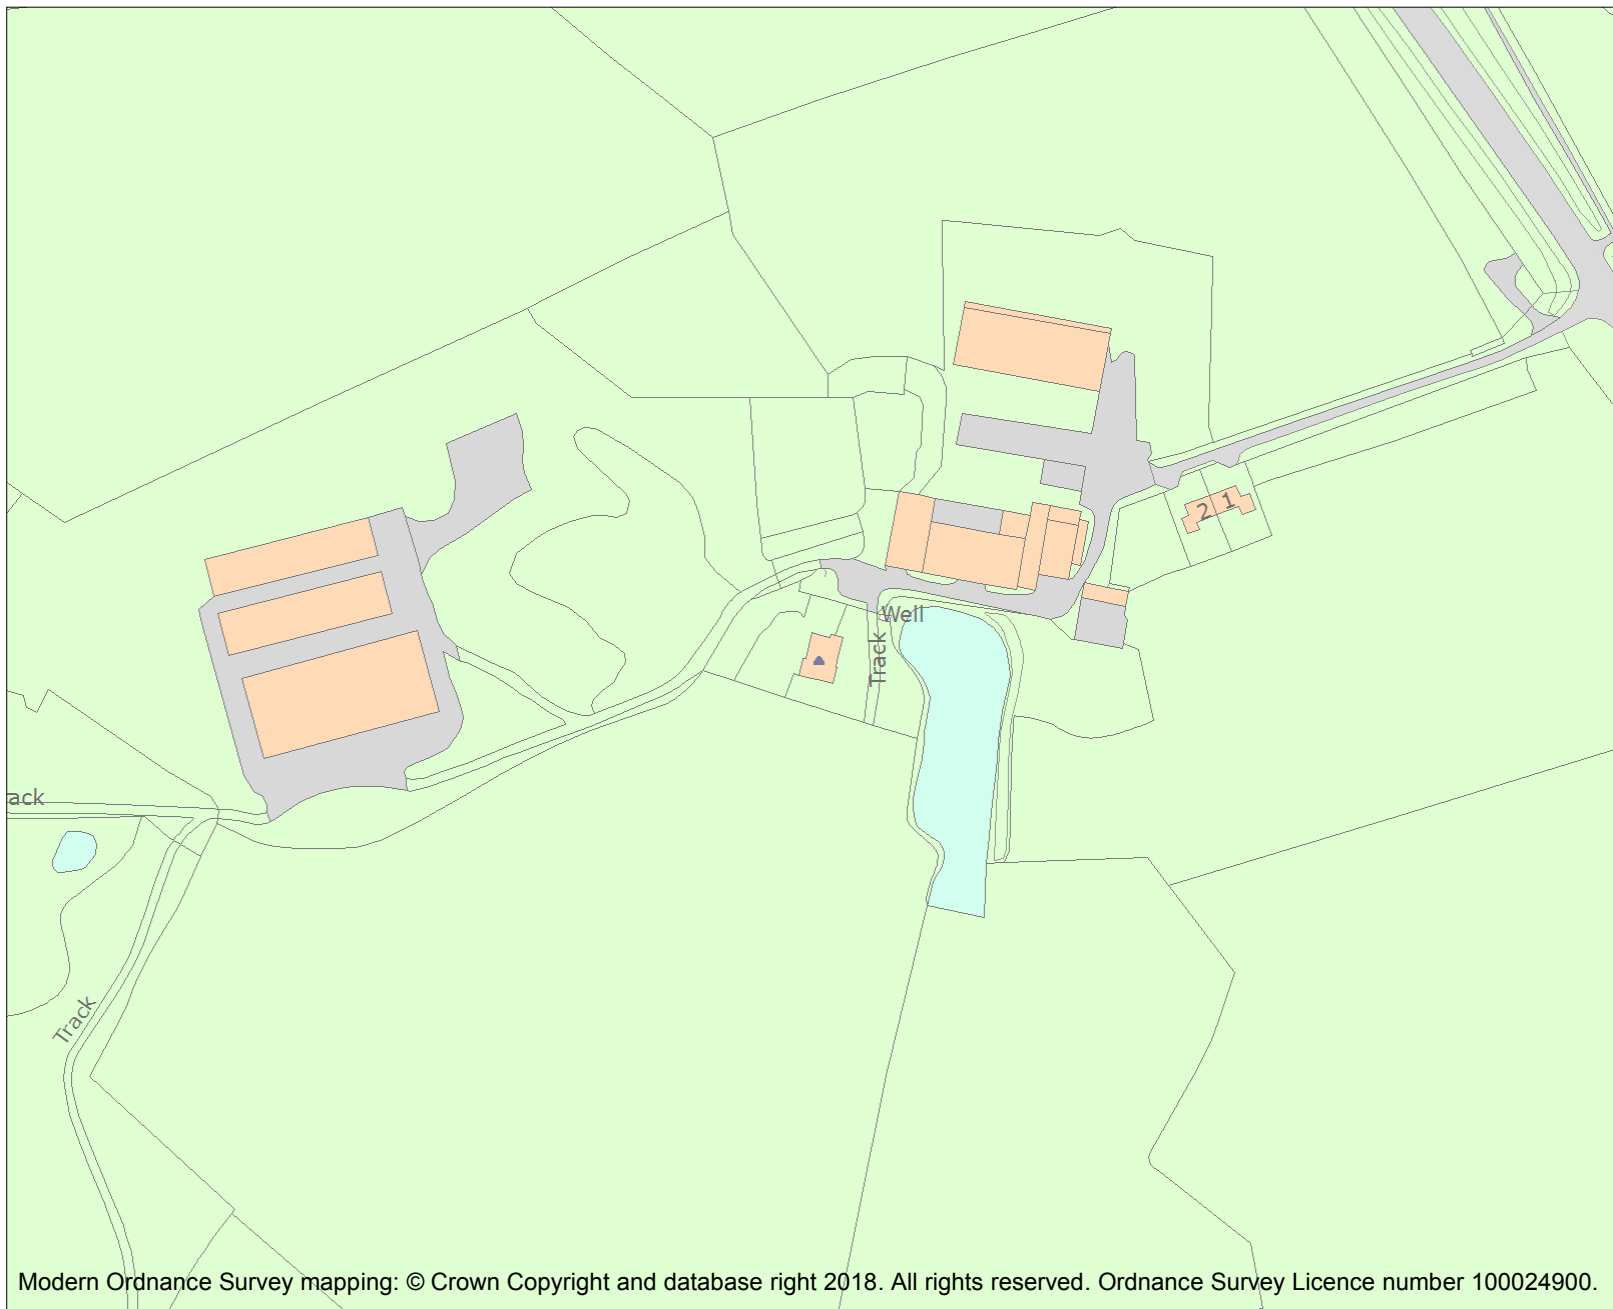 1
2
Well
Track
ack
Track
Modern Ordnance Survey mapping: © Crown Copyright and database right 2018. All rights reserved. Ordnance Survey Licence number 100024900.